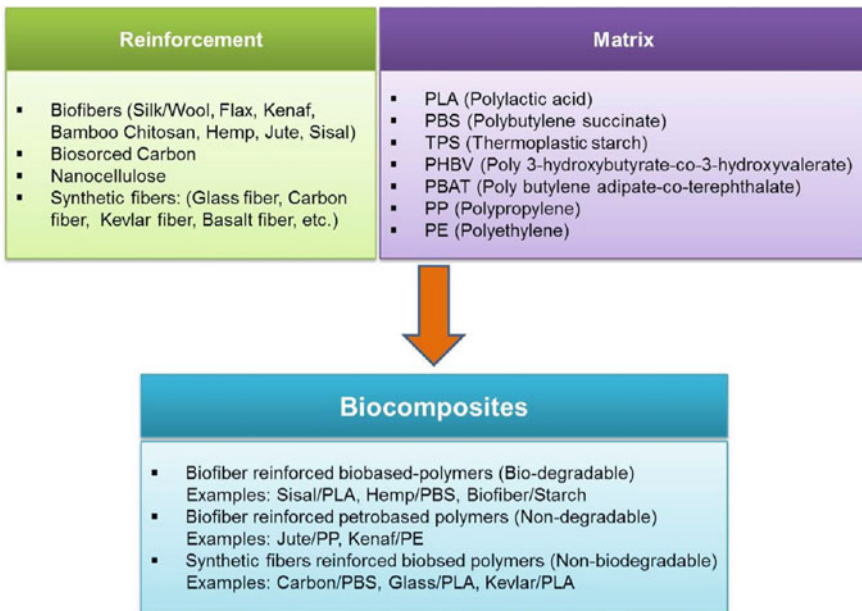 Reinforcement
▪ Biofibers (Silk/Wool, Flax, Kenaf,
Bamboo Chitosan, Hemp, Jute, Sisal)
▪ Biosorced Carbon
▪ Nanocellulose
▪ Synthetic fibers: (Glass fiber, Carbon
fiber, Kevlar fiber, Basalt fiber, etc.)
Matrix
▪ PLA (Polylactic acid)
▪ PBS (Polybutylene succinate)
▪ TPS (Thermoplastic starch)
▪ PHBV (Poly 3-hydroxybutyrate-co-3-hydroxyvalerate)
▪ PBAT (Poly butylene adipate-co-terephthalate)
▪ PP (Polypropylene)
▪ PE (Polyethylene)
Biocomposites
▪ Biofiber reinforced biobased-polymers (Bio-degradable)
Examples: Sisal/PLA, Hemp/PBS, Biofiber/Starch
▪ Biofiber reinforced petrobased polymers (Non-degradable)
Examples: Jute/PP, Kenaf/PE
▪ Synthetic fibers reinforced biobsed polymers (Non-biodegradable)
Examples: Carbon/PBS, Glass/PLA, Kevlar/PLA